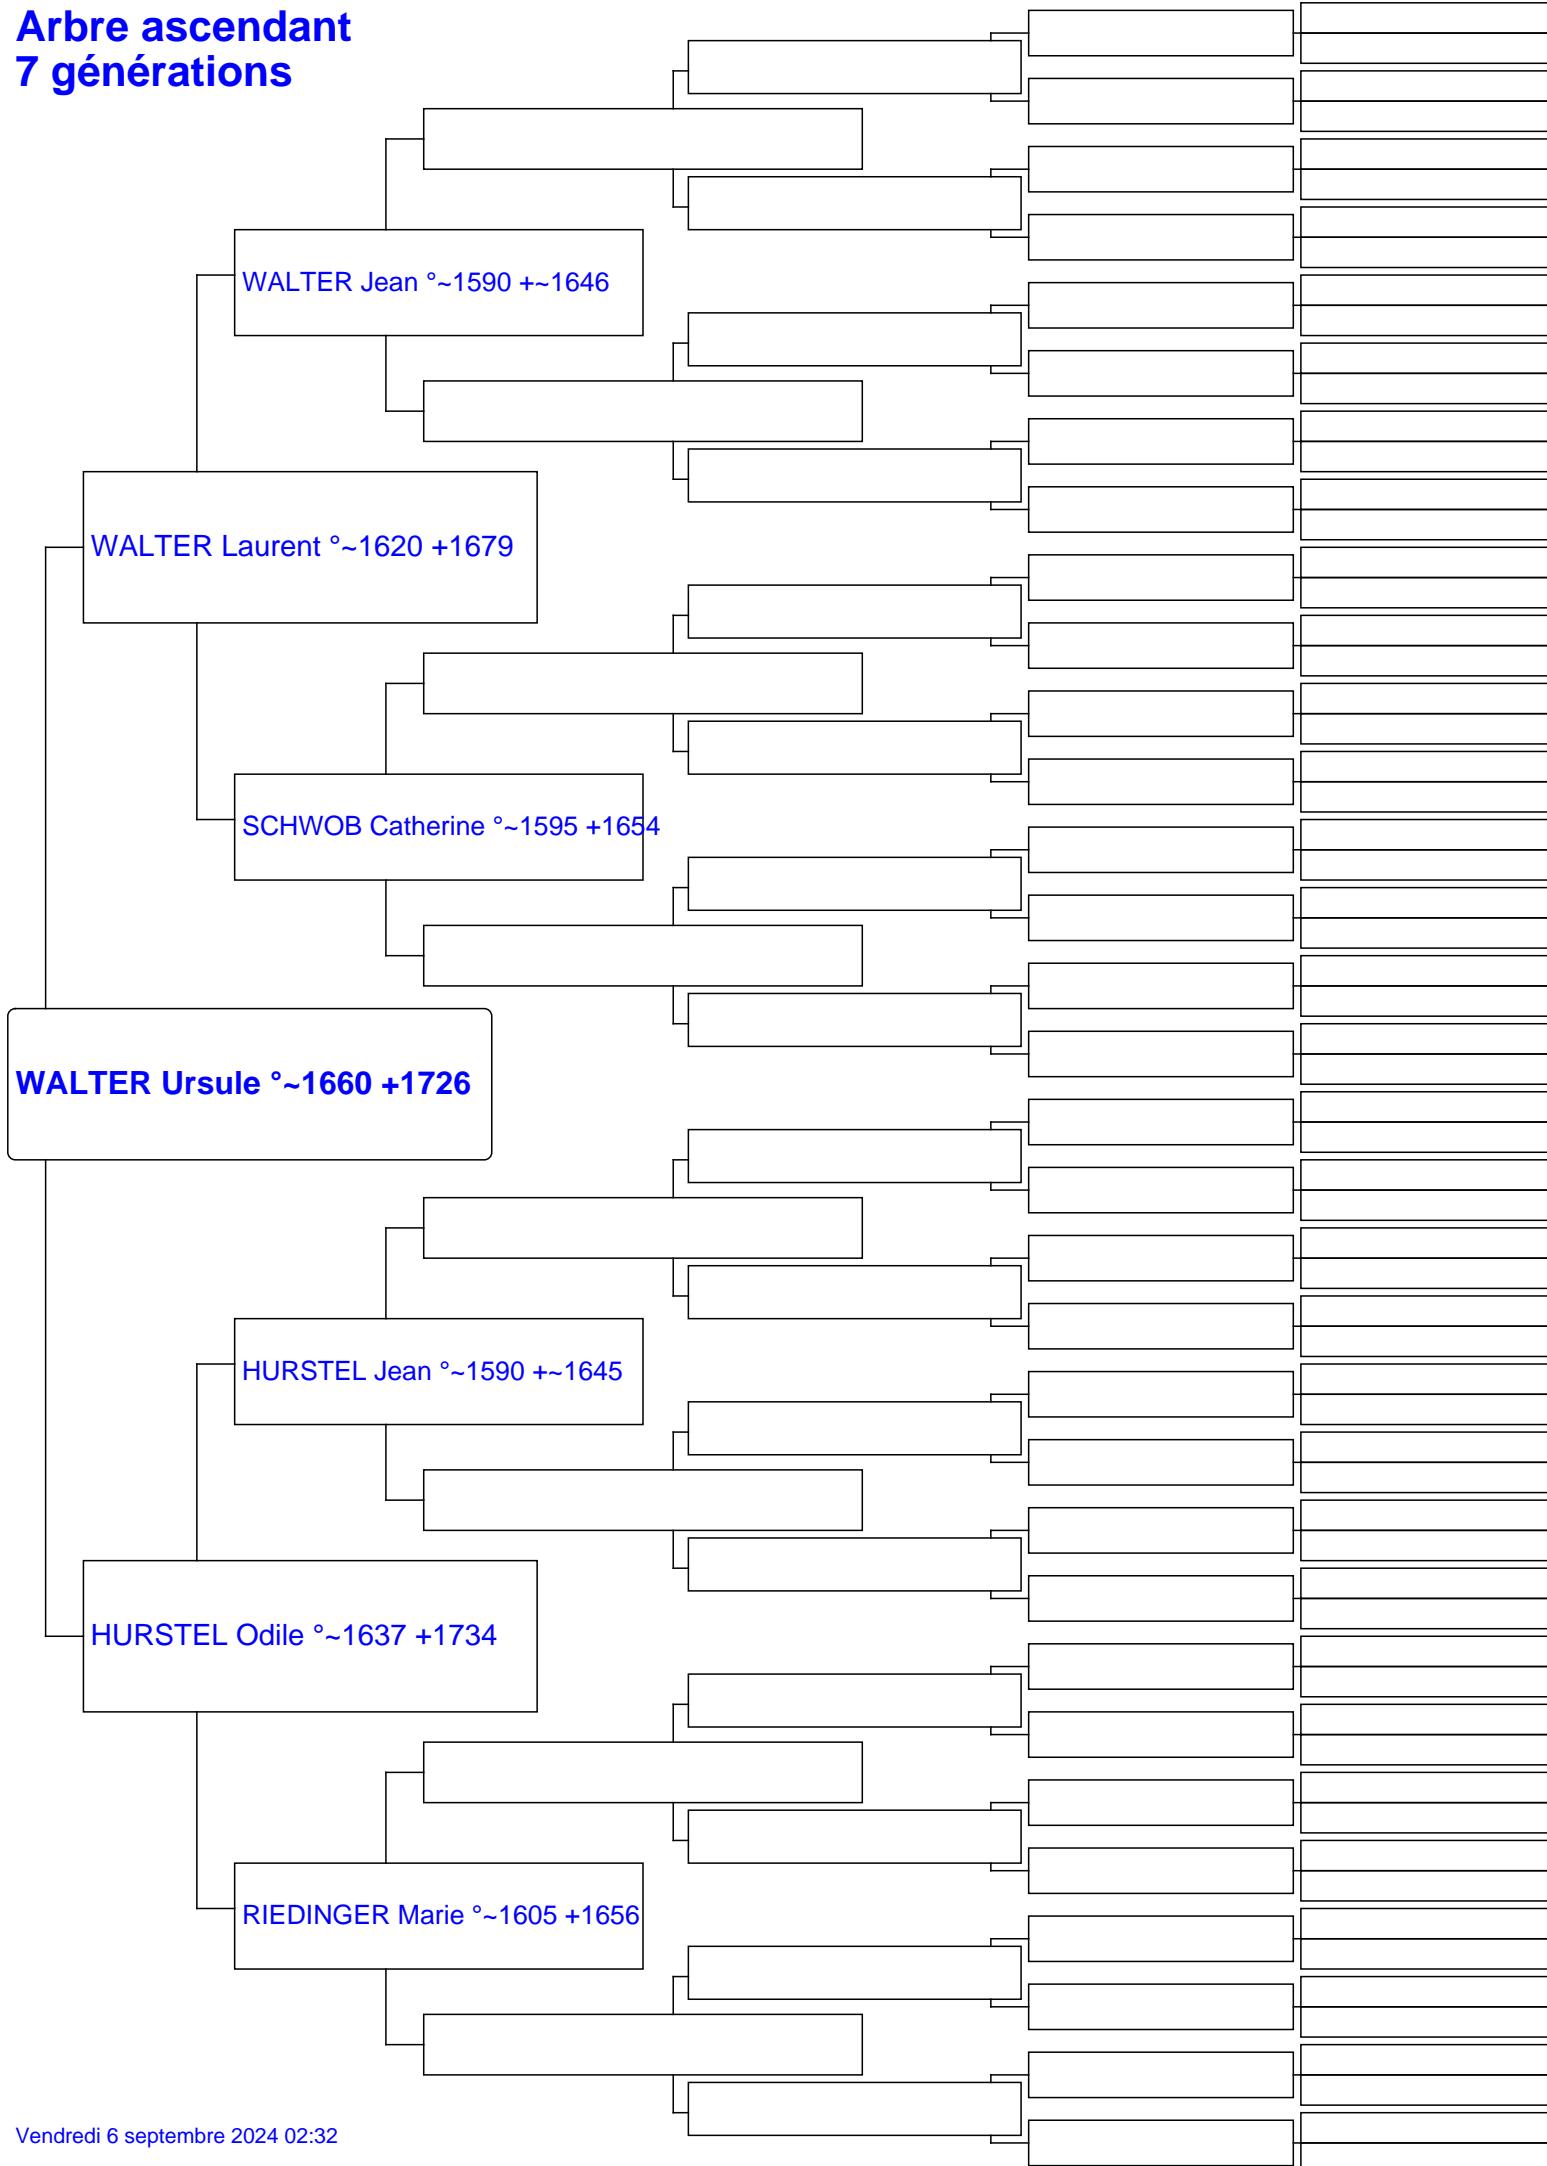 Arbre ascendant
7 générations
WALTER Jean °~1590 +~1646
WALTER Laurent °~1620 +1679
SCHWOB Catherine °~1595 +1654
WALTER Ursule °~1660 +1726
HURSTEL Jean °~1590 +~1645
HURSTEL Odile °~1637 +1734
RIEDINGER Marie °~1605 +1656
Vendredi 6 septembre 2024 02:32